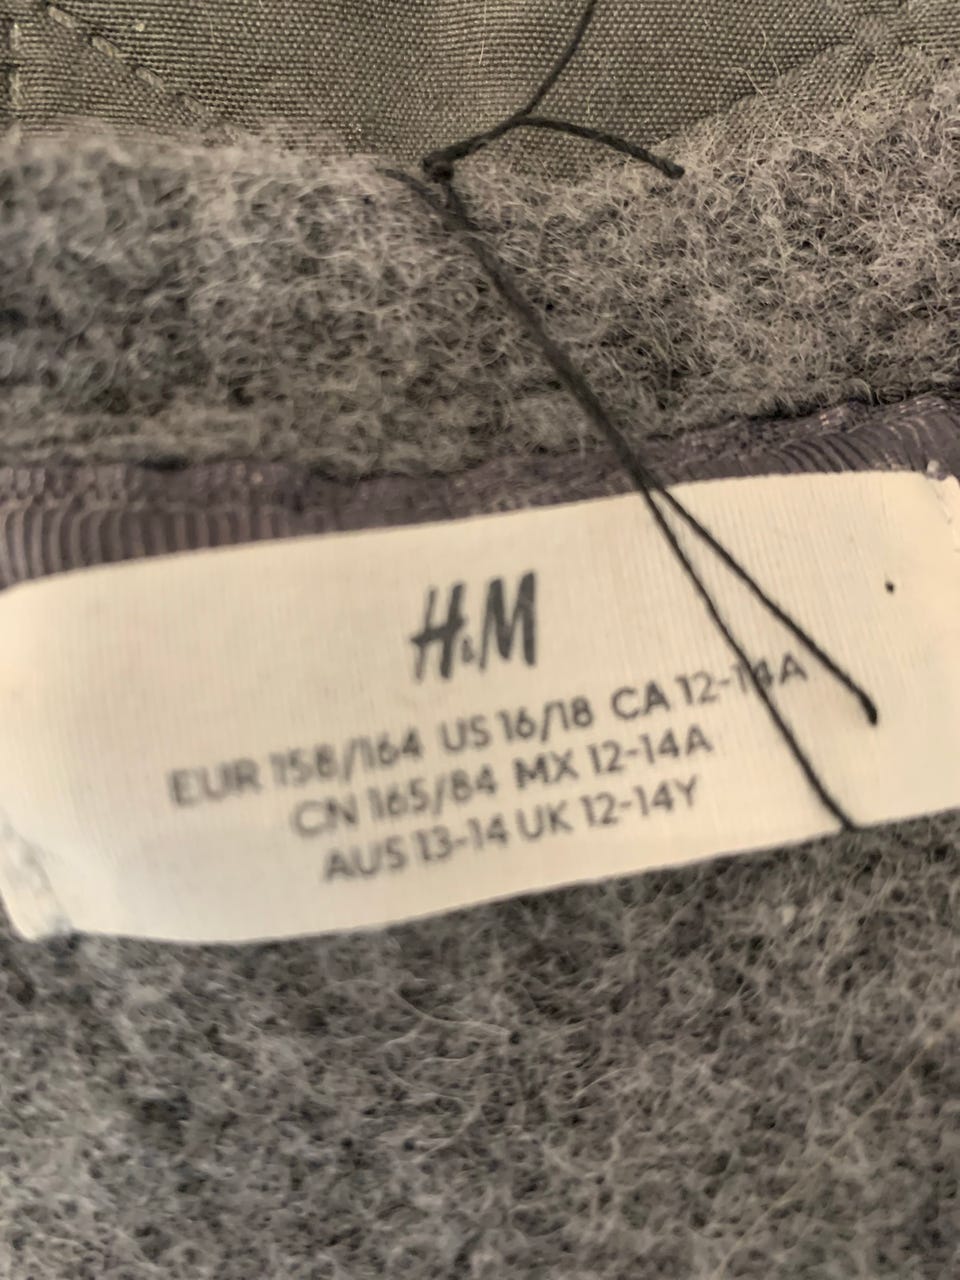 H&M
EUR 158/164 US 16/18 CA 12-14A
CN 165/84 MX 12-14A
AUS 13-14 UK 12-14Y